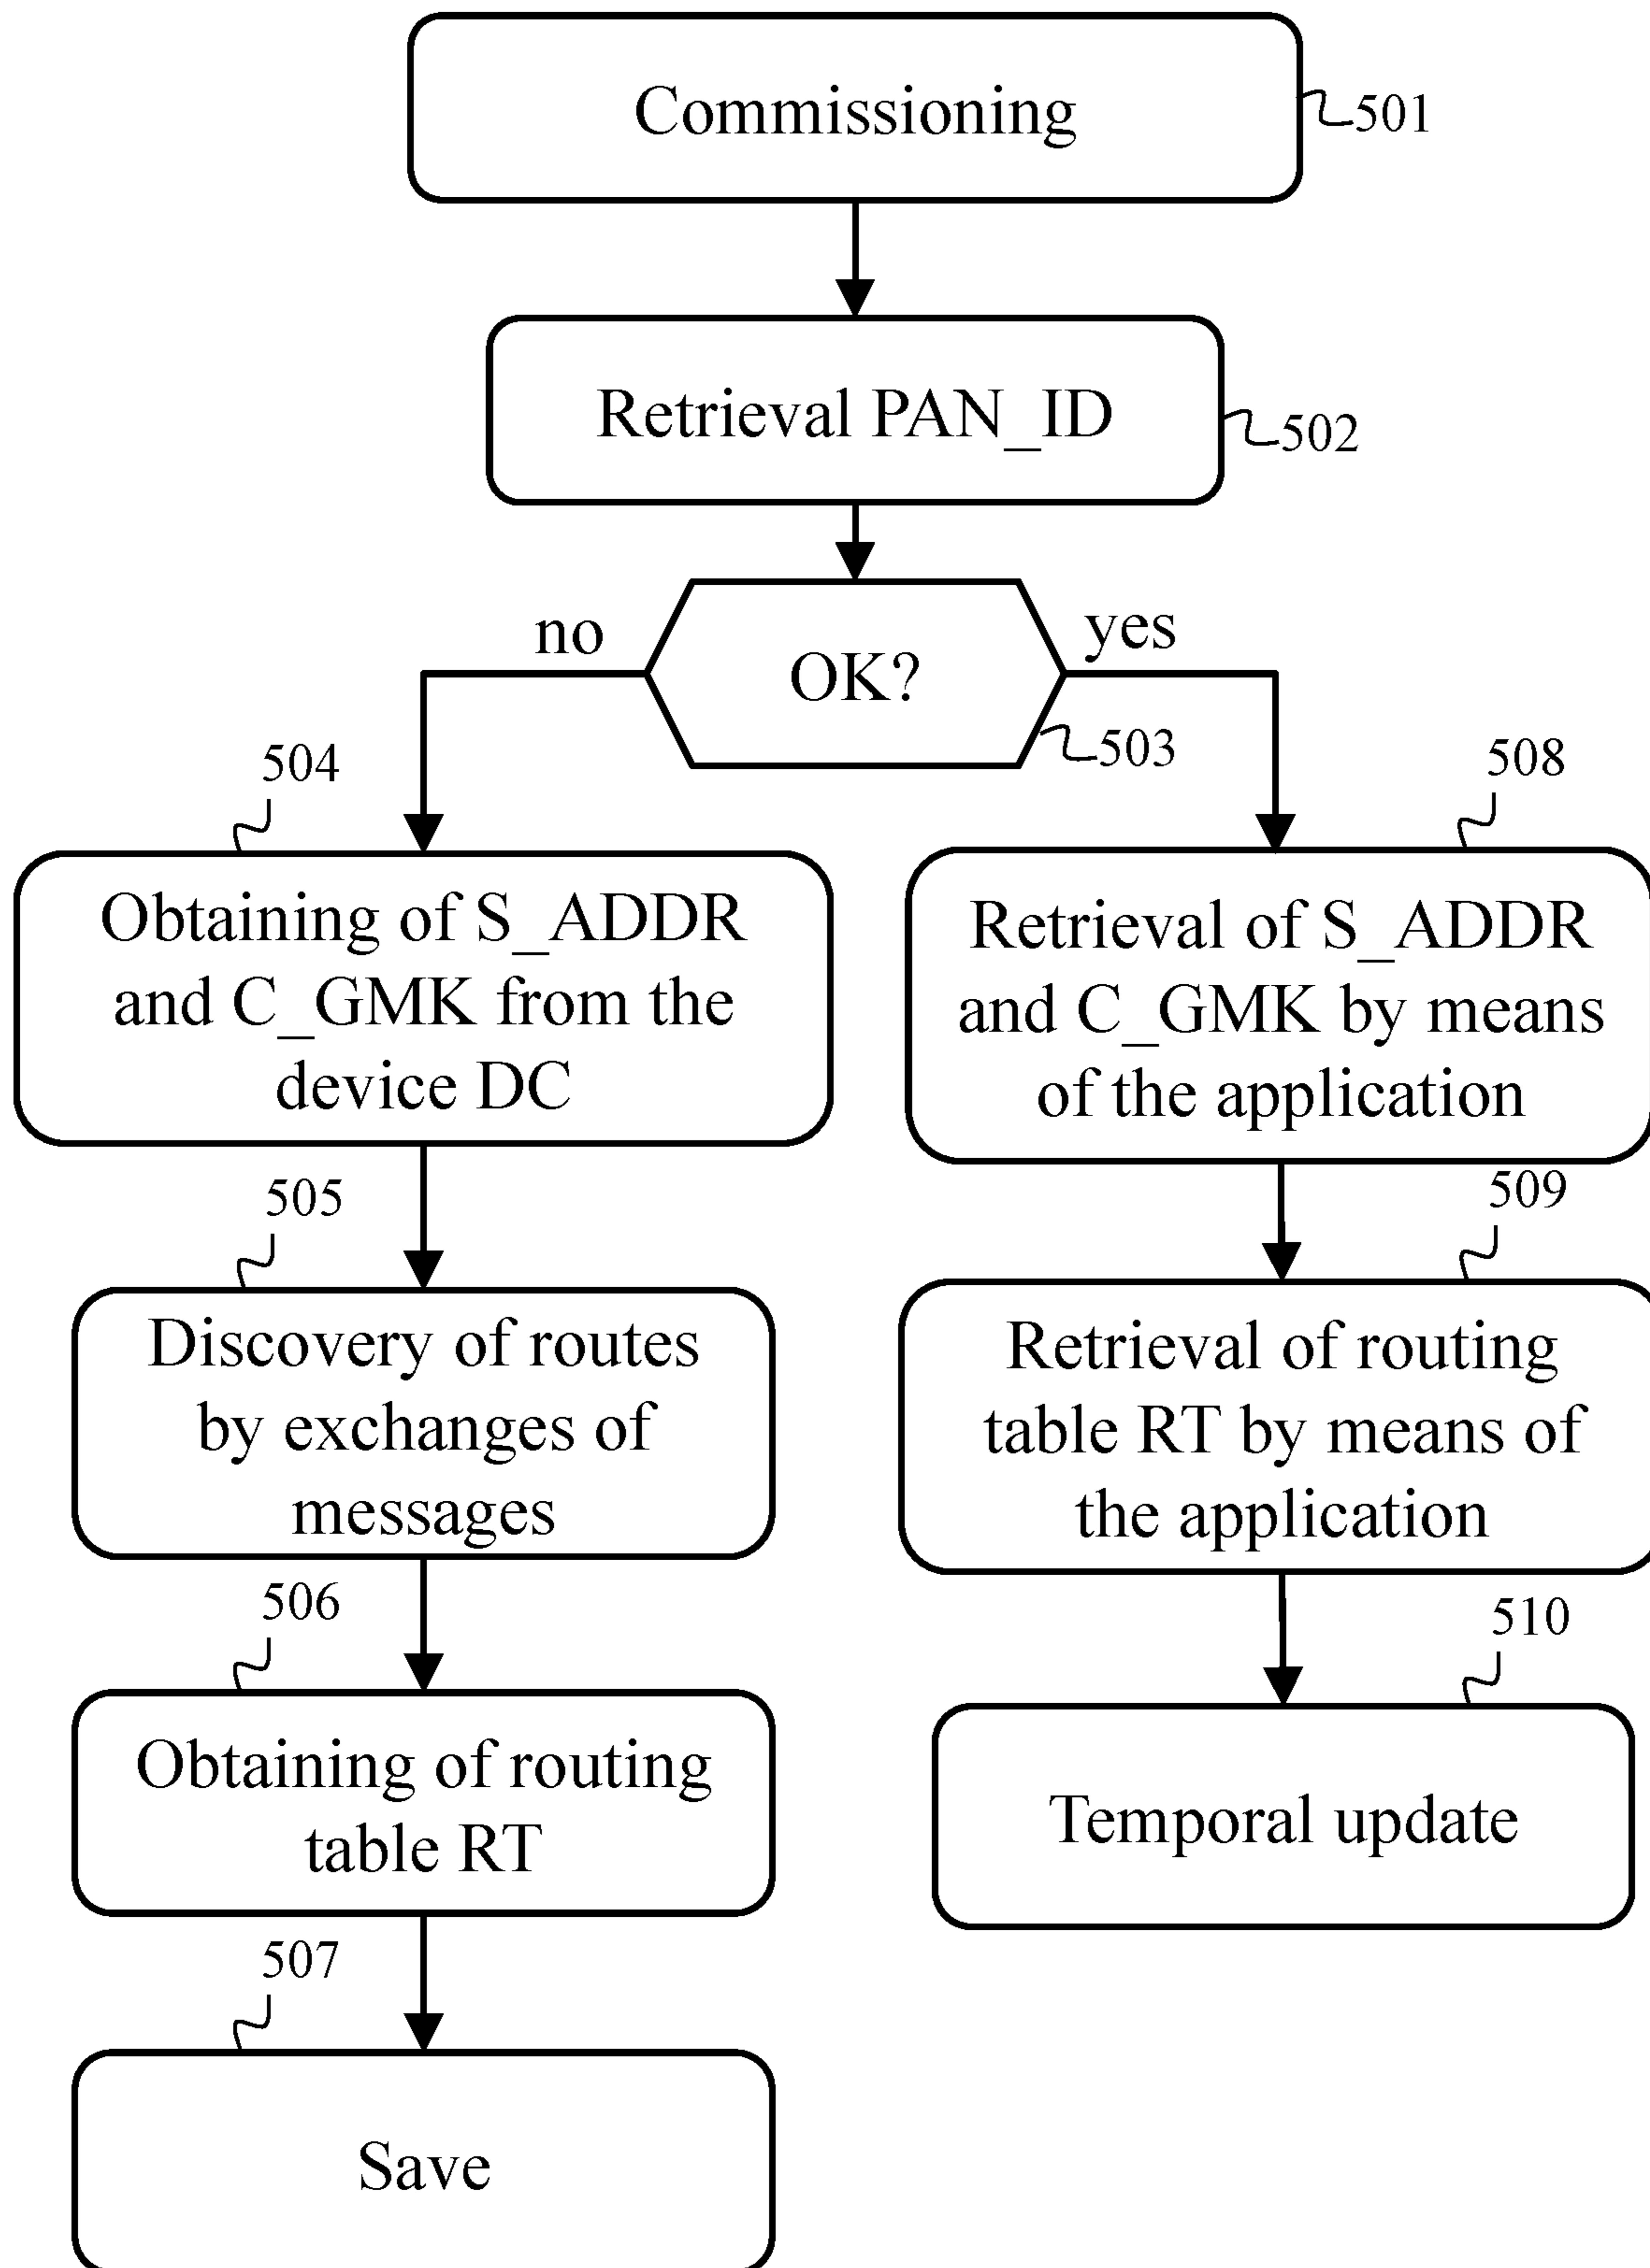 Commissioning
501
Retrieval PAN_ID
502
no
OK?
yes
503
504
Obtaining of S_ADDR
and C_GMK from the
device DC
508
Retrieval of S_ADDR
and C_GMK by means
of the application
505
Discovery of routes
by exchanges of
messages
509
Retrieval of routing
table RT by means of
the application
506
Obtaining of routing
table RT
510
Temporal update
507
Save